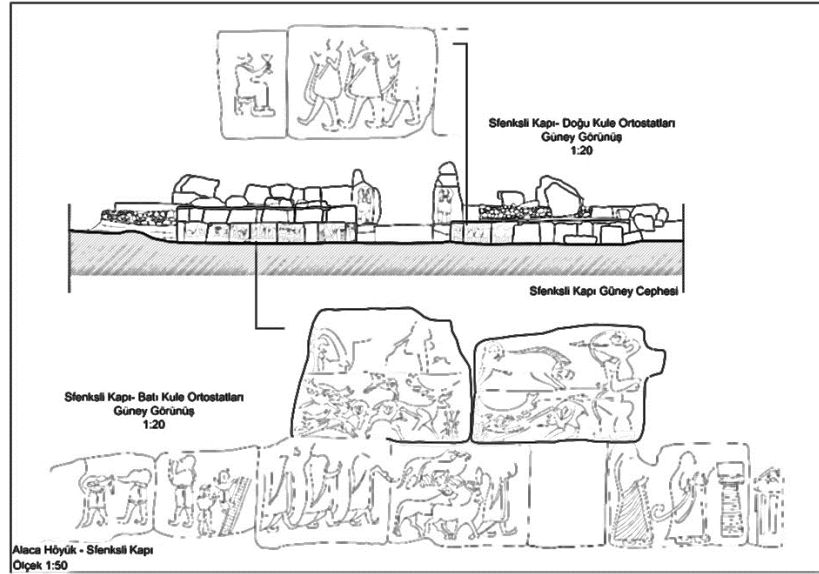 Sfenksli Kapı- Doğu Kule Ortostatları
Güney Görünüş
1:20
Sfenksli Kapı Güney Cephesi
Sfenksli Kapı- Batı Kule Ortostatları
Güney Görünüş
1:20
Alaca Höyük - Sfenksli Kapı
Ölçek 1:50